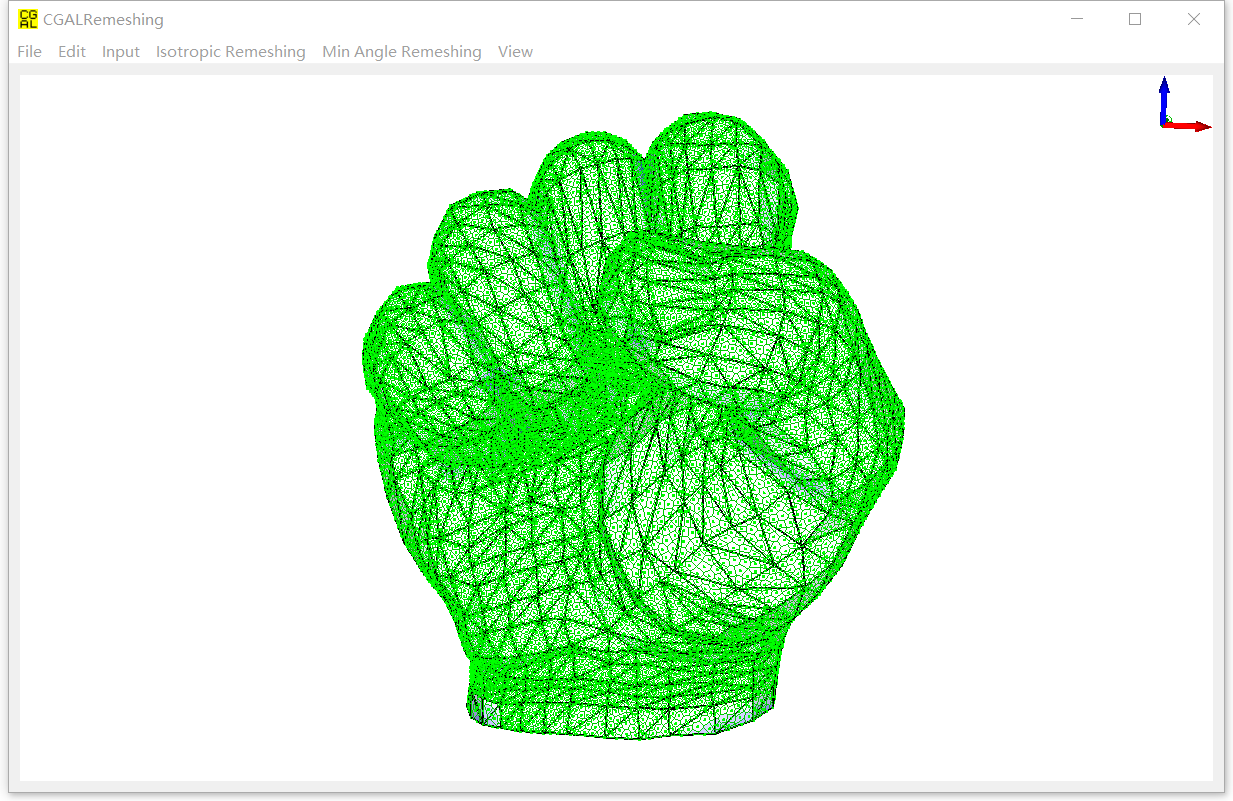 CG
AL
CGALRemeshing
File Edit Input Isotropic Remeshing Min Angle Remeshing View